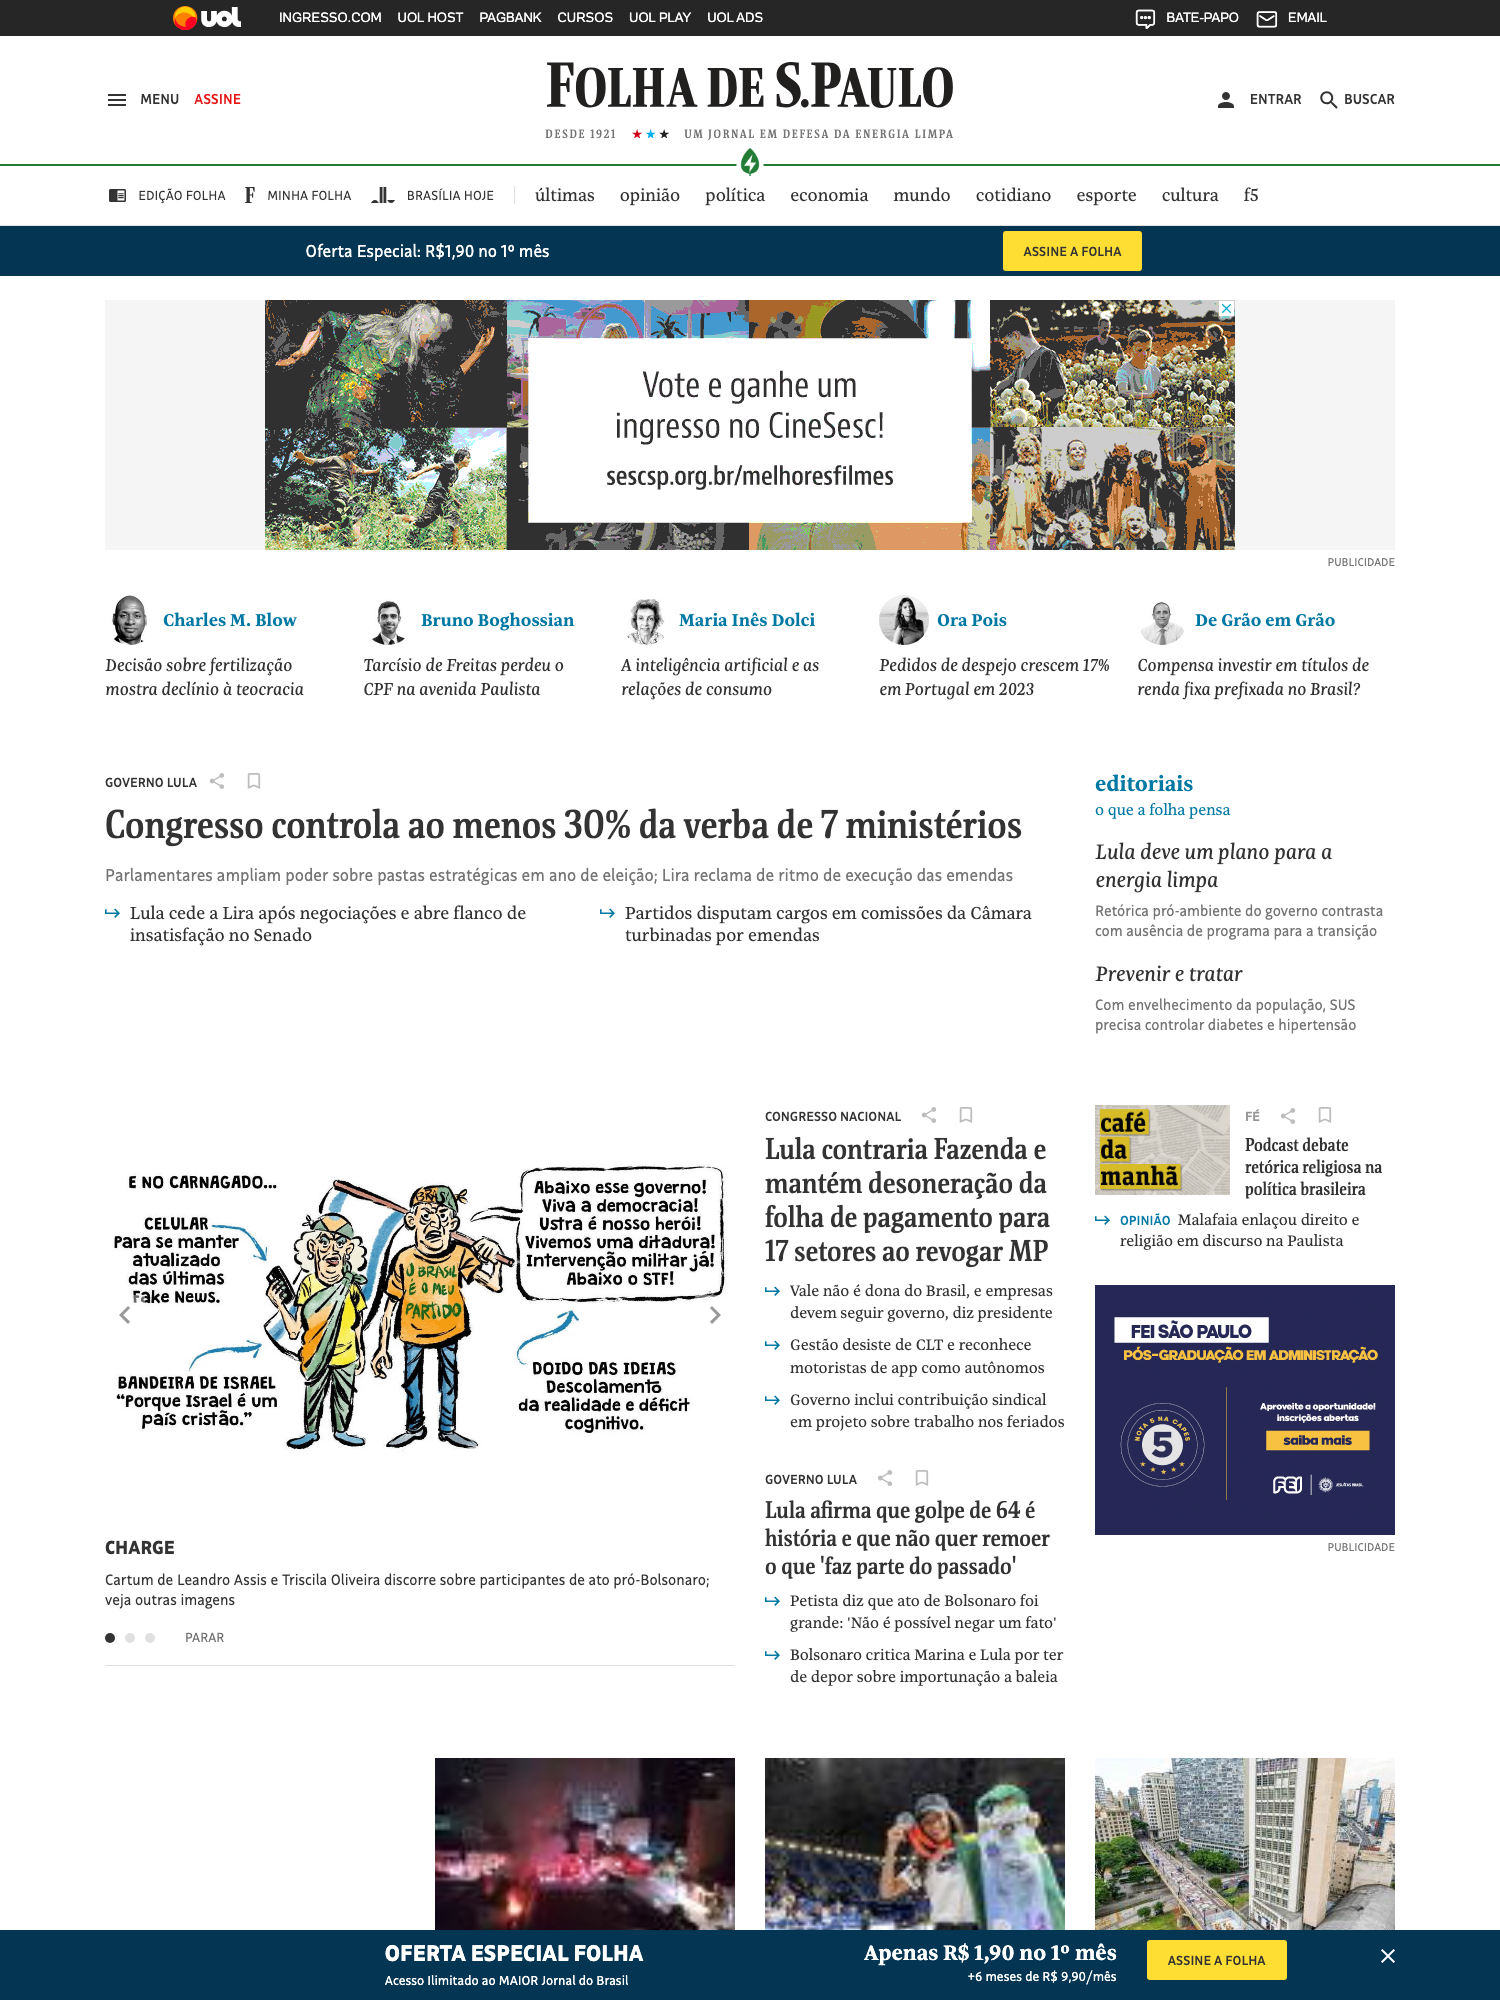 uol INGRESSO.COM UOL HOST PAGBANK CURSOS UOL PLAY UOL ADS BATE-PAPO EMAIL
MENU ASSINE
FOLHA DE S.PAULO
DESDE 1921 ★★★ UM JORNAL EM DEFESA DA ENERGIA LIMPA
ENTRAR BUSCAR
EDIÇÃO FOLHA F MINHA FOLHA BRASÍLIA HOJE últimas opinião política economia mundo cotidiano esporte cultura f5
Oferta Especial: R$1,90 no 1º mês ASSINE A FOLHA
Vote e ganhe um
ingresso no CineSesc!
sescsp.org.br/melhoresfilmes
PUBLICIDADE
Charles M. Blow
Decisão sobre fertilização
mostra declínio à teocracia
Bruno Boghossian
Tarcísio de Freitas perdeu o
CPF na avenida Paulista
Maria Inês Dolci
A inteligência artificial e as
relações de consumo
Ora Pois
Pedidos de despejo crescem 17%
em Portugal em 2023
De Grão em Grão
Compensa investir em títulos de
renda fixa prefixada no Brasil?
GOVERNO LULA
Congresso controla ao menos 30% da verba de 7 ministérios
Parlamentares ampliam poder sobre pastas estratégicas em ano de eleição; Lira reclama de ritmo de execução das emendas
Lula cede a Lira após negociações e abre flanco de
insatisfação no Senado
Partidos disputam cargos em comissões da Câmara
turbinadas por emendas
editoriais
o que a folha pensa
Lula deve um plano para a
energia limpa
Retórica pró-ambiente do governo contrasta
com ausência de programa para a transição
Prevenir e tratar
Com envelhecimento da população, SUS
precisa controlar diabetes e hipertensão
E NO CARNAGADO...
CELULAR
Para se manter
atualizado
das últimas
Fake News.
BANDEIRA DE ISRAEL
“Porque Israel é um
país cristão.”
BRASIL
O BRASIL
É O MEU
PARTIDO
Abaixo esse governo!
Viva a democracia!
Ustra é nosso herói!
Vivemos uma ditadura!
Intervenção militar já!
Abaixo o STF!
DOIDO DAS IDEIAS
Descolamento
da realidade e déficit
cognitivo.
CHARGE
Cartum de Leandro Assis e Triscila Oliveira discorre sobre participantes de ato pró-Bolsonaro;
veja outras imagens
PARAR
CONGRESSO NACIONAL
Lula contraria Fazenda e
mantém desoneração da
folha de pagamento para
17 setores ao revogar MP
Vale não é dona do Brasil, e empresas
devem seguir governo, diz presidente
Gestão desiste de CLT e reconhece
motoristas de app como autônomos
Governo inclui contribuição sindical
em projeto sobre trabalho nos feriados
GOVERNO LULA
Lula afirma que golpe de 64 é
história e que não quer remoer
o que 'faz parte do passado'
Petista diz que ato de Bolsonaro foi
grande: 'Não é possível negar um fato'
Bolsonaro critica Marina e Lula por ter
de depor sobre importunação a baleia
café
da
manhã
FÉ
Podcast debate
retórica religiosa na
política brasileira
OPINIÃO Malafaia enlaçou direito e
religião em discurso na Paulista
FEI SÃO PAULO
PÓS-GRADUAÇÃO EM ADMINISTRAÇÃO
NOTA 5 NA CAPES
5
Aproveite a oportunidade!
inscrições abertas
saiba mais
FEI JESUÍTAS BRASIL
PUBLICIDADE
OFERTA ESPECIAL FOLHA
Acesso Ilimitado ao MAIOR Jornal do Brasil
Apenas R$ 1,90 no 1º mês
+6 meses de R$ 9,90/mês
ASSINE A FOLHA